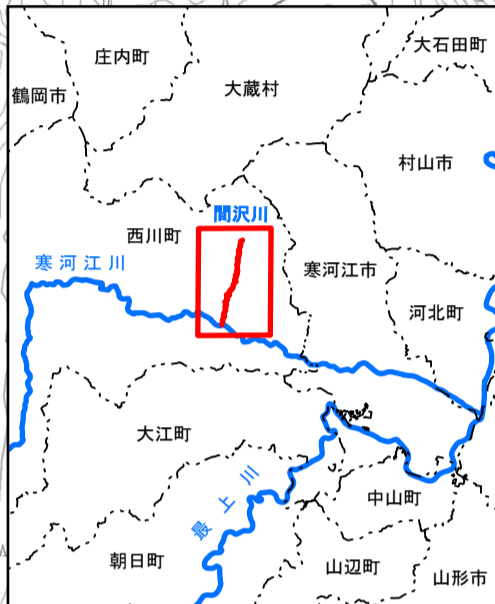 大石田町
庄内町
大蔵村
鶴岡市
村山市
間沢川
西川町
寒河江川
寒河江市
河北町
大江町
最上川
中山町
朝日町
山辺町
山形市